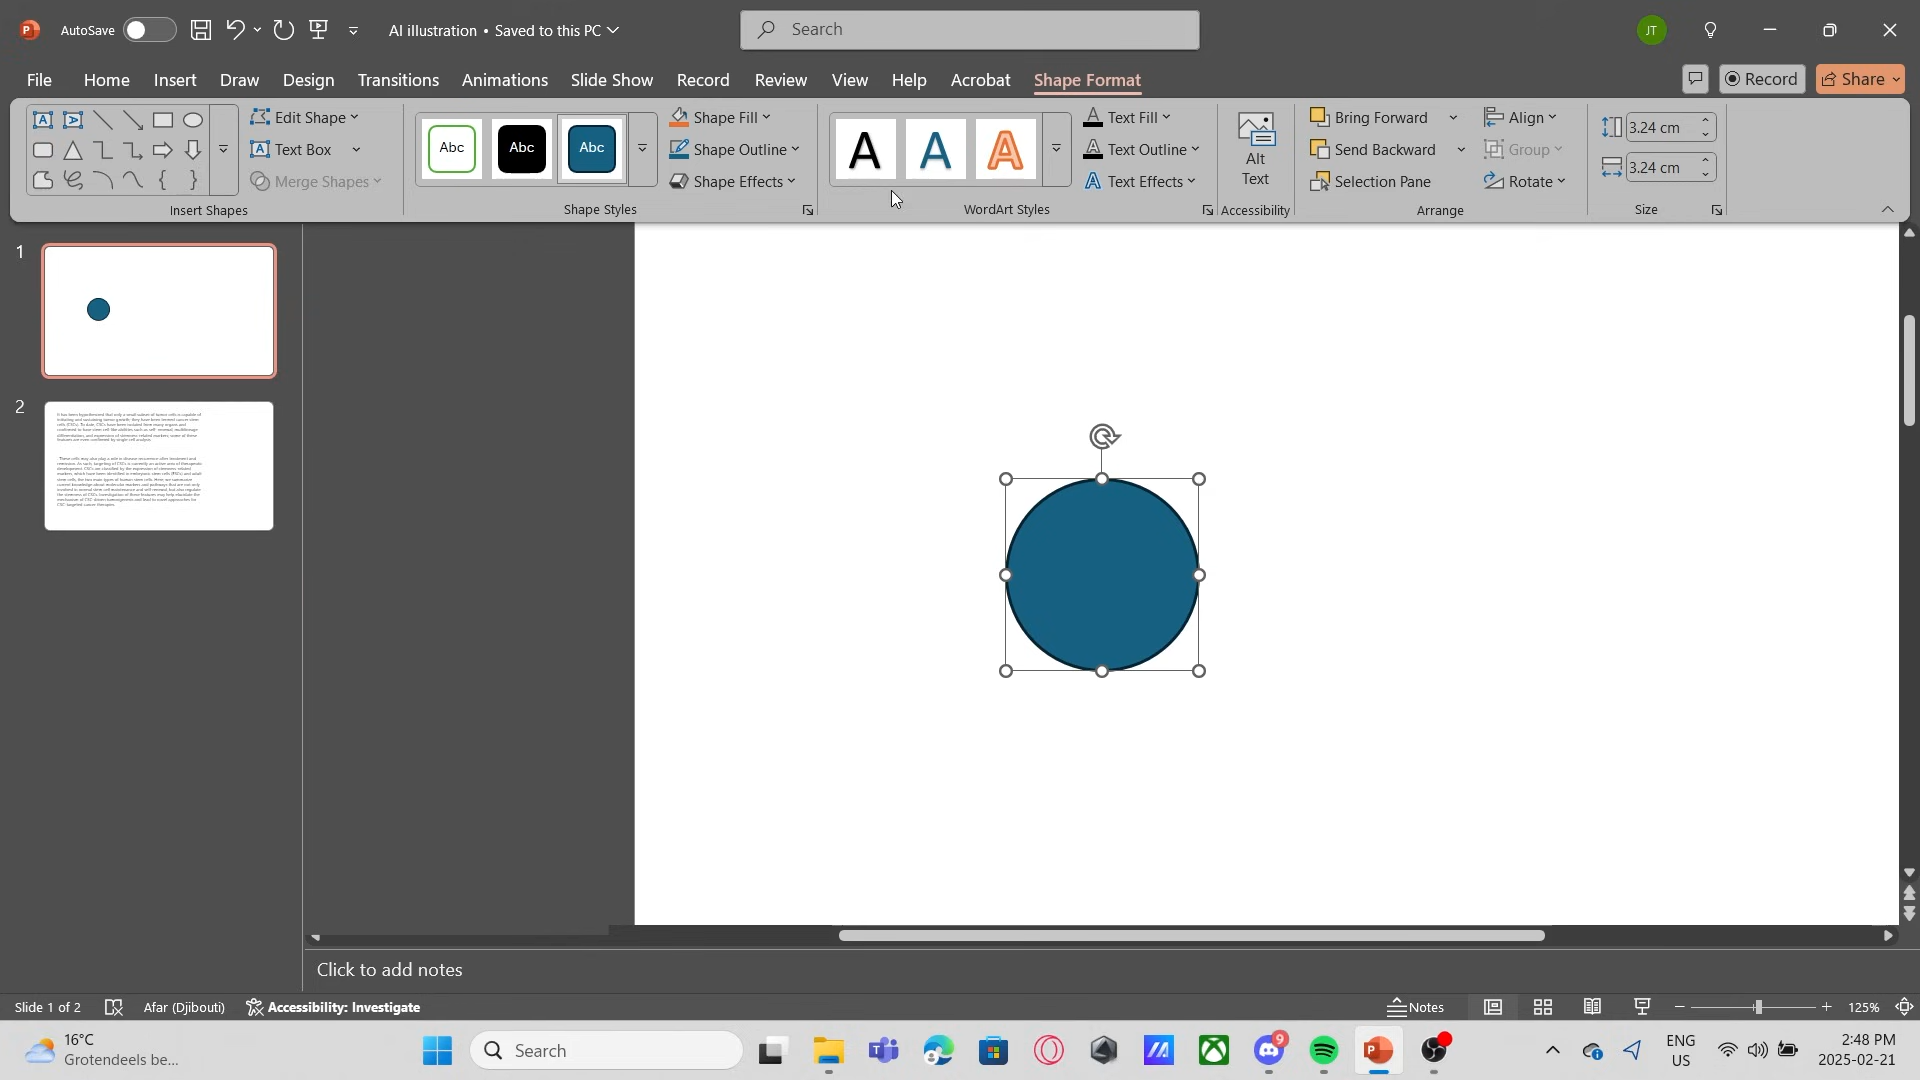 AutoSave
AI illustration • Saved to this PC
Search
JT
File Home Insert Draw Design Transitions Animations Slide Show Record Review View Help Acrobat Shape Format
Record
Share
Edit Shape
Text Box
Merge Shapes
Insert Shapes
Abc Abc Abc
Shape Fill
Shape Outline
Shape Effects
Shape Styles
A A A
WordArt Styles
Text Fill
Text Outline
Text Effects
Alt
Text
Accessibility
Bring Forward
Send Backward
Selection Pane
Align
Group
Rotate
Arrange
3.24 cm
3.24 cm
Size
1
2
Click to add notes
Slide 1 of 2 Afar (Djibouti) Accessibility: Investigate
Notes
125%
16°C
Grotendeels be...
Search
9
ENG
US
2:48 PM
2025-02-21